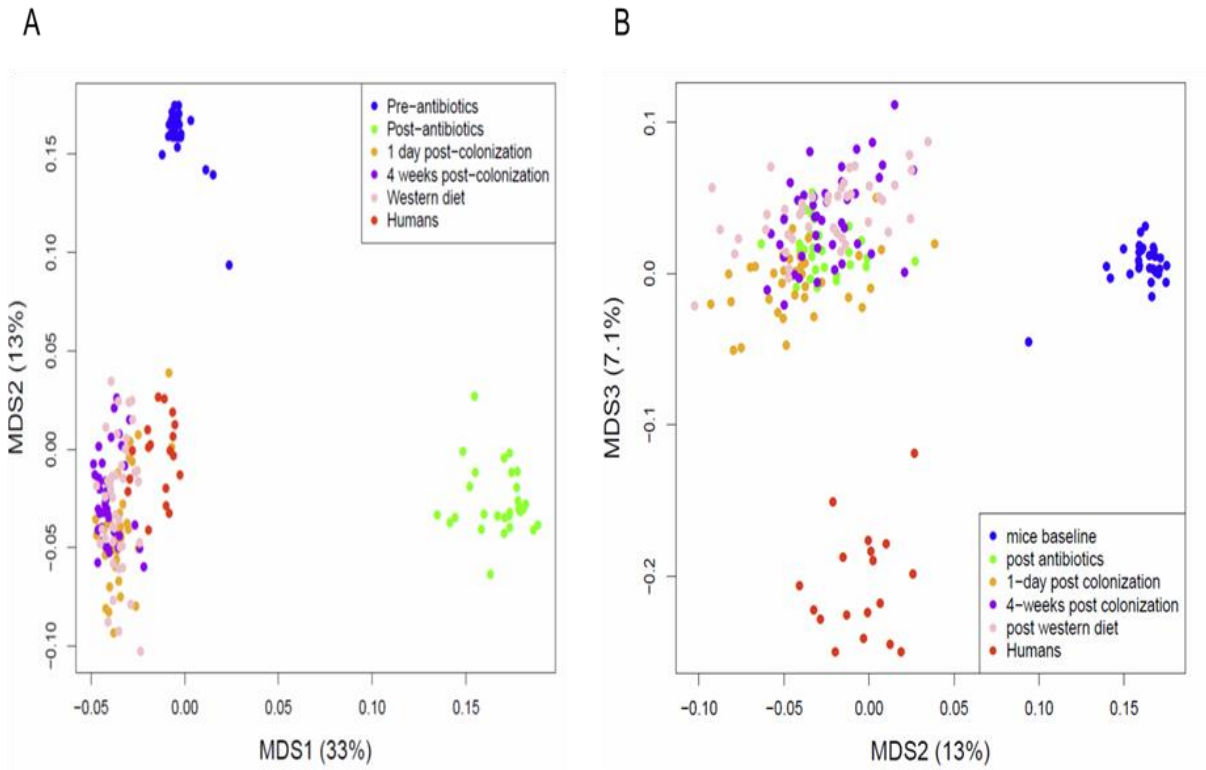 A
B
Pre−antibiotics
Post−antibiotics
1 day post−colonization
4 weeks post−colonization
Western diet
Humans
MDS2 (13%)
−0.10 −0.05 0.00 0.05 0.10 0.15
−0.05 0.00 0.05 0.10 0.15
MDS1 (33%)
MDS3 (7.1%)
−0.2 −0.1 0.0 0.1
mice baseline
post antibiotics
1−day post colonization
4−weeks post colonization
post western diet
Humans
−0.10 −0.05 0.00 0.05 0.10 0.15
MDS2 (13%)